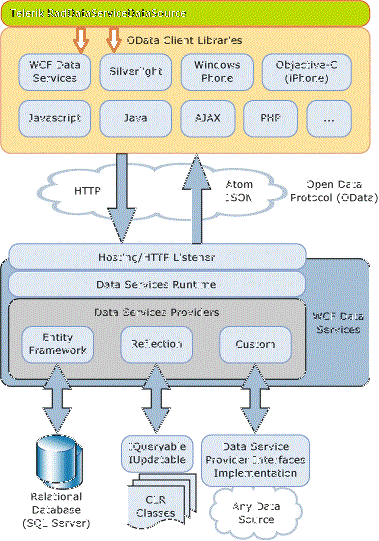 Telerik RadDataServiceDataSource
OData Client Libraries
WCF Data
Services
Silverlight
Windows
Phone
Objective-C
(iPhone)
Javascript
Java
AJAX
PHP
...
HTTP
Atom
JSON
Open Data
Protocol (OData)
Hosting/HTTP Listener
Data Services Runtime
Data Services Providers
WCF Data
Services
Entity
Framework
Reflection
Custom
Relational
Database
(SQL Server)
IQueryable
IUpdatable
CLR
Classes
Data Service
Provider Interfaces
Implementation
Any Data
Source